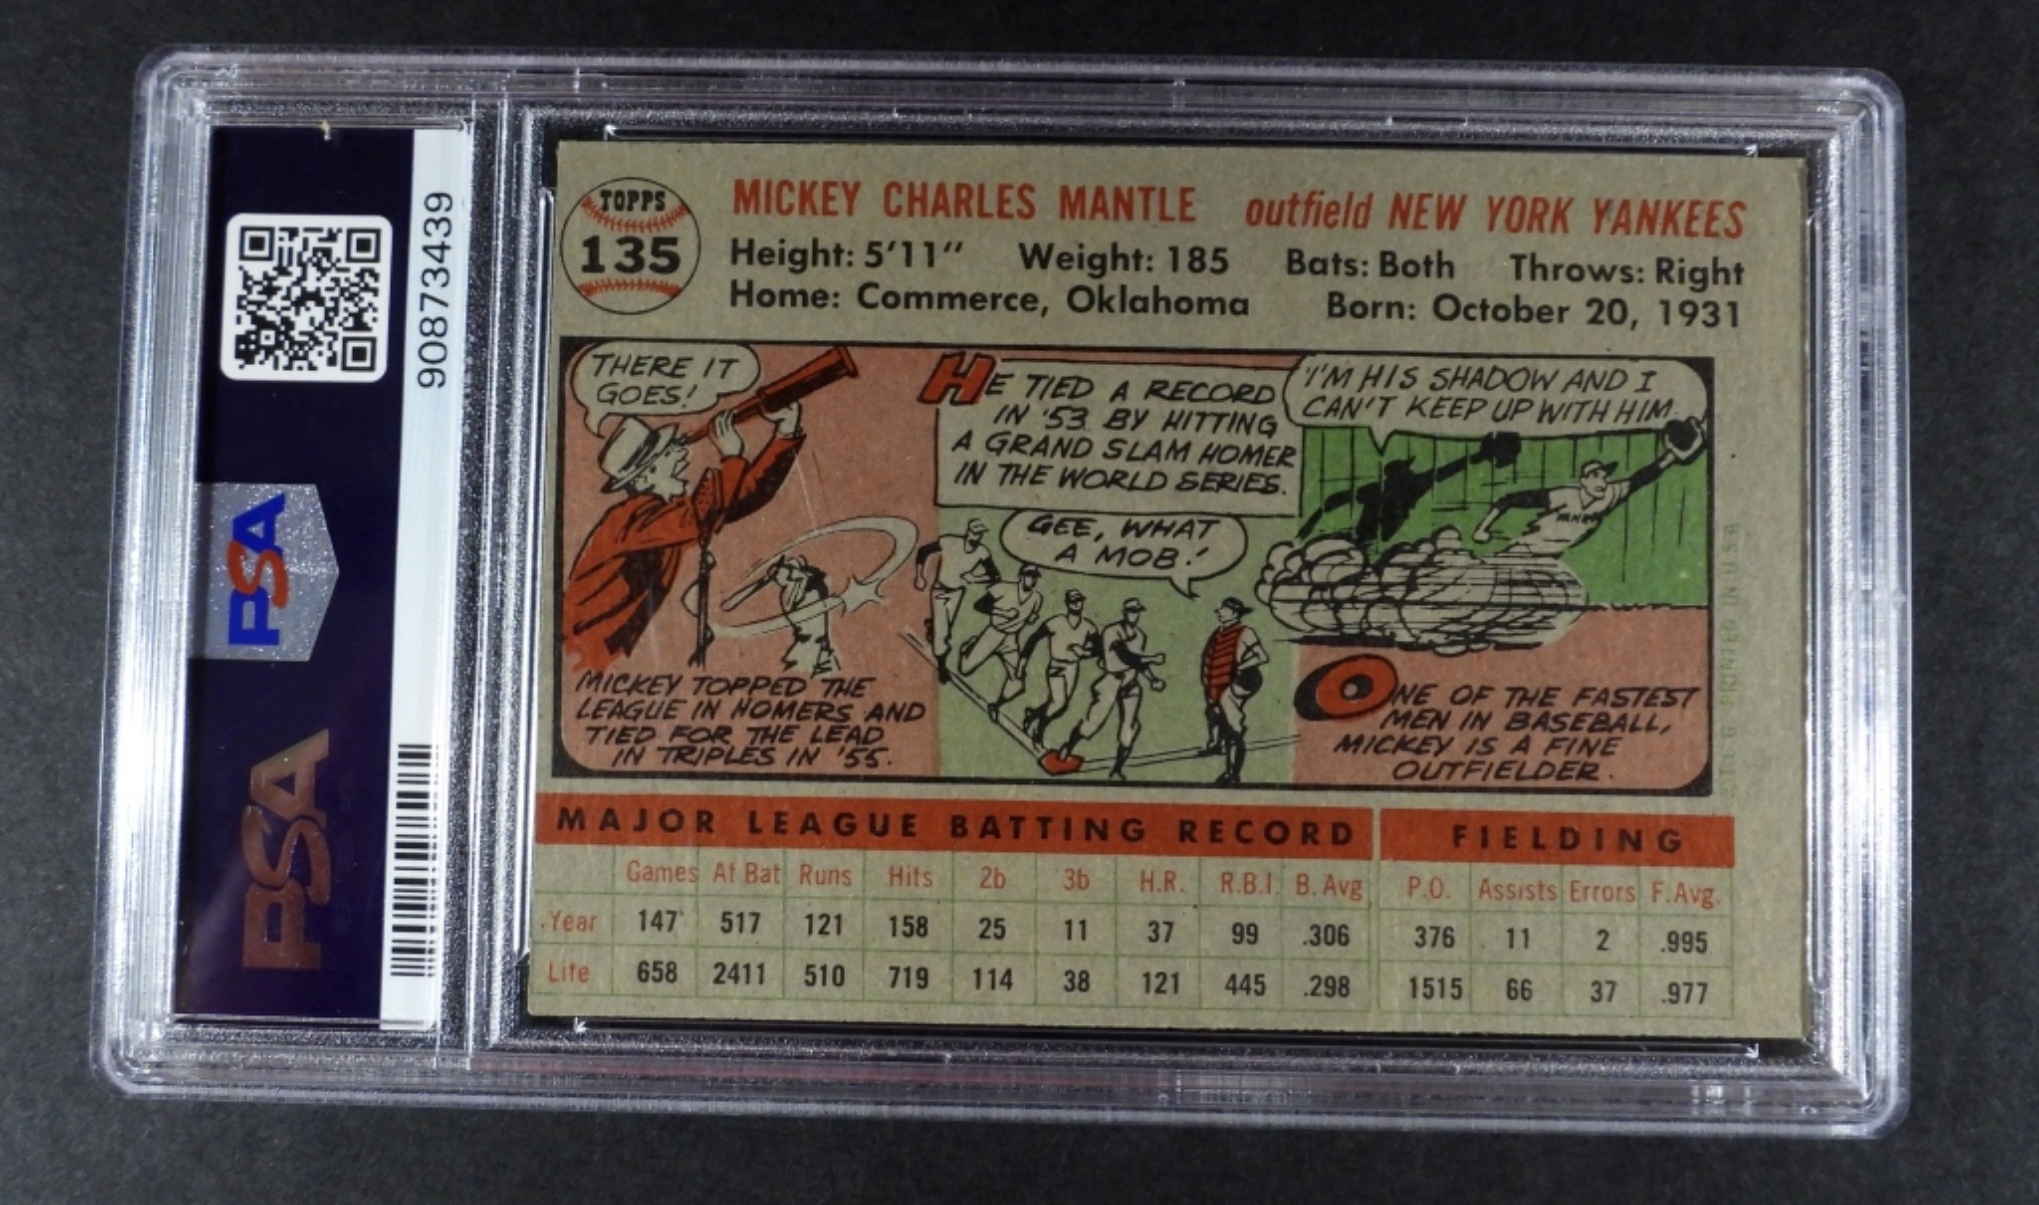 90873439
PSA
PSA
TOPPS
135
MICKEY CHARLES MANTLE outfield NEW YORK YANKEES
Height: 5'11" Weight: 185 Bats: Both Throws: Right
Home: Commerce, Oklahoma Born: October 20, 1931
THERE IT
GOES!
MICKEY TOPPED THE
LEAGUE IN HOMERS AND
TIED FOR THE LEAD
IN TRIPLES IN '55.
HE TIED A RECORD
IN '53 BY HITTING
A GRAND SLAM HOMER
IN THE WORLD SERIES.
GEE, WHAT
A MOB!
I'M HIS SHADOW AND I
CAN'T KEEP UP WITH HIM.
ONE OF THE FASTEST
MEN IN BASEBALL,
MICKEY IS A FINE
OUTFIELDER.
PRINTED IN U.S.A.
MAJOR LEAGUE BATTING RECORD FIELDING
Games At Bat Runs Hits 2b 3b H.R. R.B.I. B. Avg P.O. Assists Errors F. Avg.
Year 147 517 121 158 25 11 37 99 .306 376 11 2 .995
Life 658 2411 510 719 114 38 121 445 .298 1515 66 37 .977